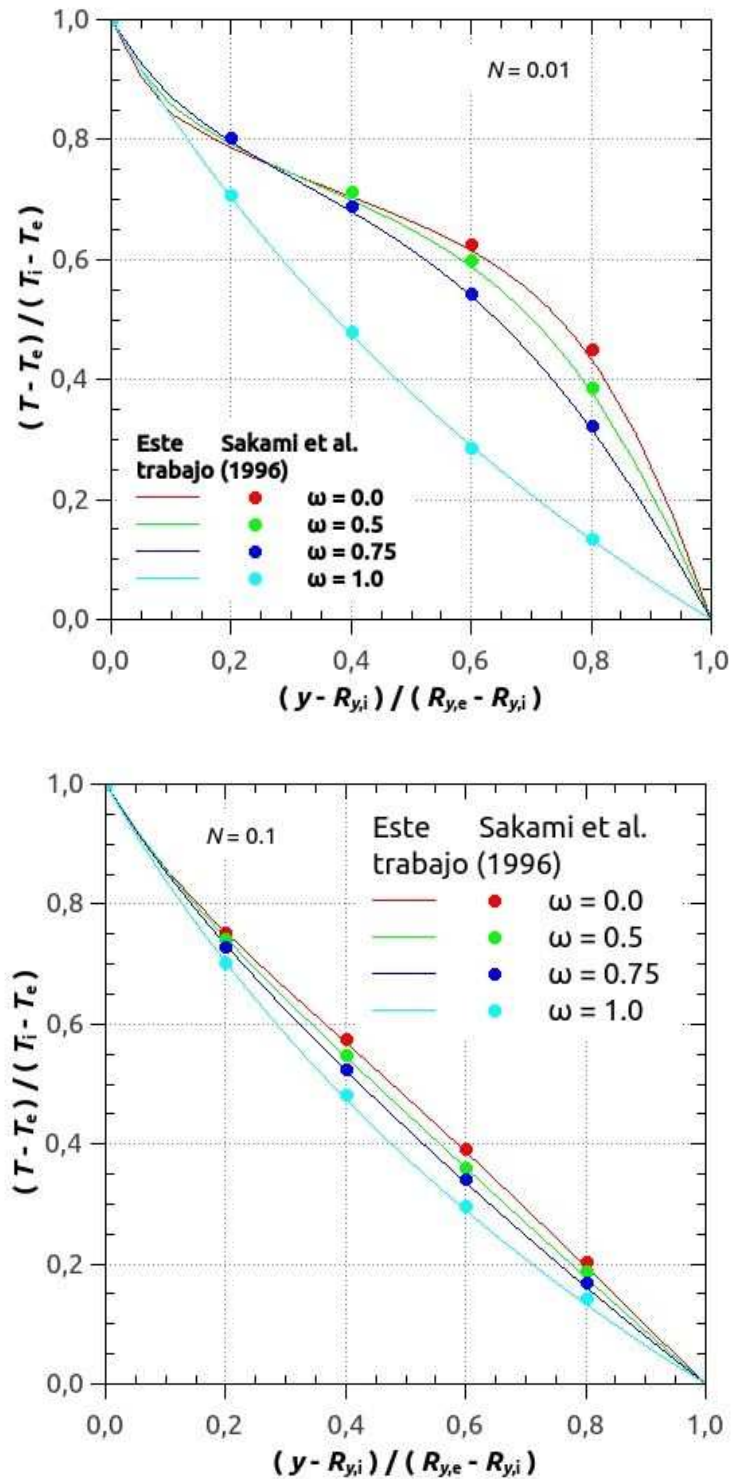 1,0
N = 0.01
0,8
0,6
0,4
0,2
0,0
(T - Te) / (Ti - Te)
Este Sakami et al.
trabajo (1996)
ω = 0.0
ω = 0.5
ω = 0.75
ω = 1.0
0,0 0,2 0,4 0,6 0,8 1,0
(y - Ry,i) / (Ry,e - Ry,i)
1,0
N = 0.1
0,8
0,6
0,4
0,2
0,0
(T - Te) / (Ti - Te)
Este Sakami et al.
trabajo (1996)
ω = 0.0
ω = 0.5
ω = 0.75
ω = 1.0
0,0 0,2 0,4 0,6 0,8 1,0
(y - Ry,i) / (Ry,e - Ry,i)